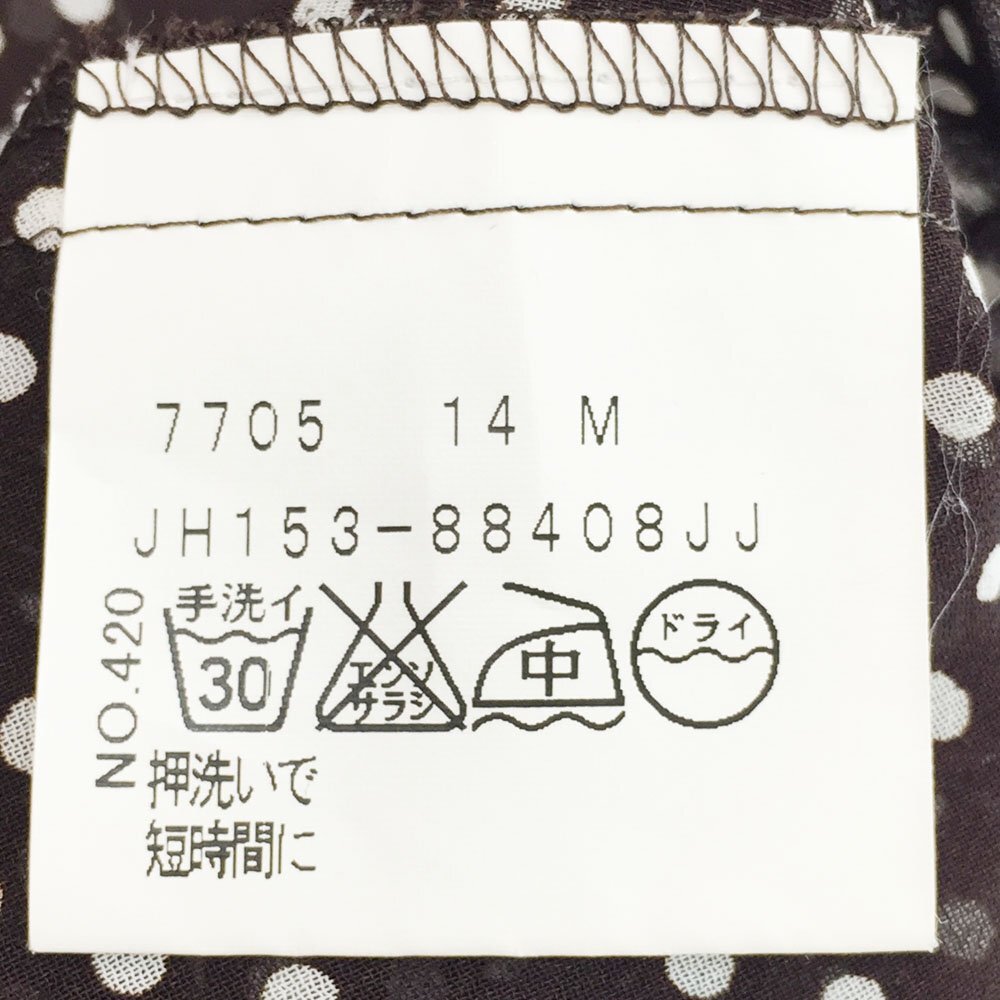 7705 14 M
JH153-88408JJ
NO.420
手洗イ
30
エンソ
サラシ
中
ドライ
押洗いで
短時間に